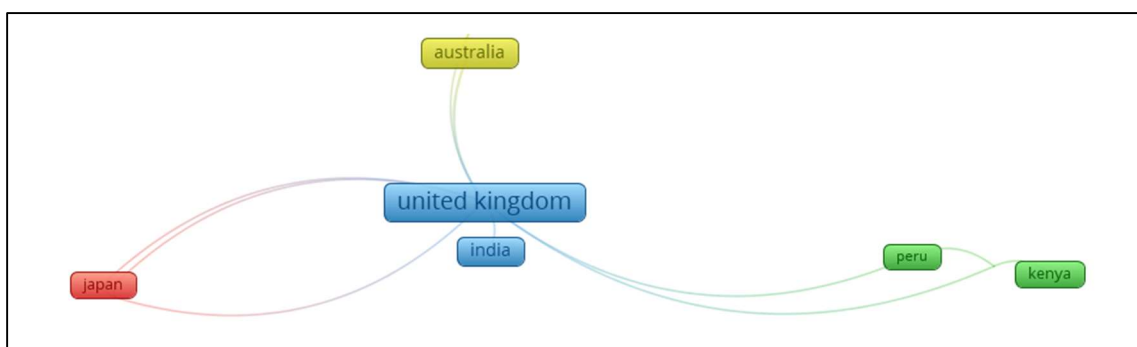 australia
united kingdom
india
peru
kenya
japan